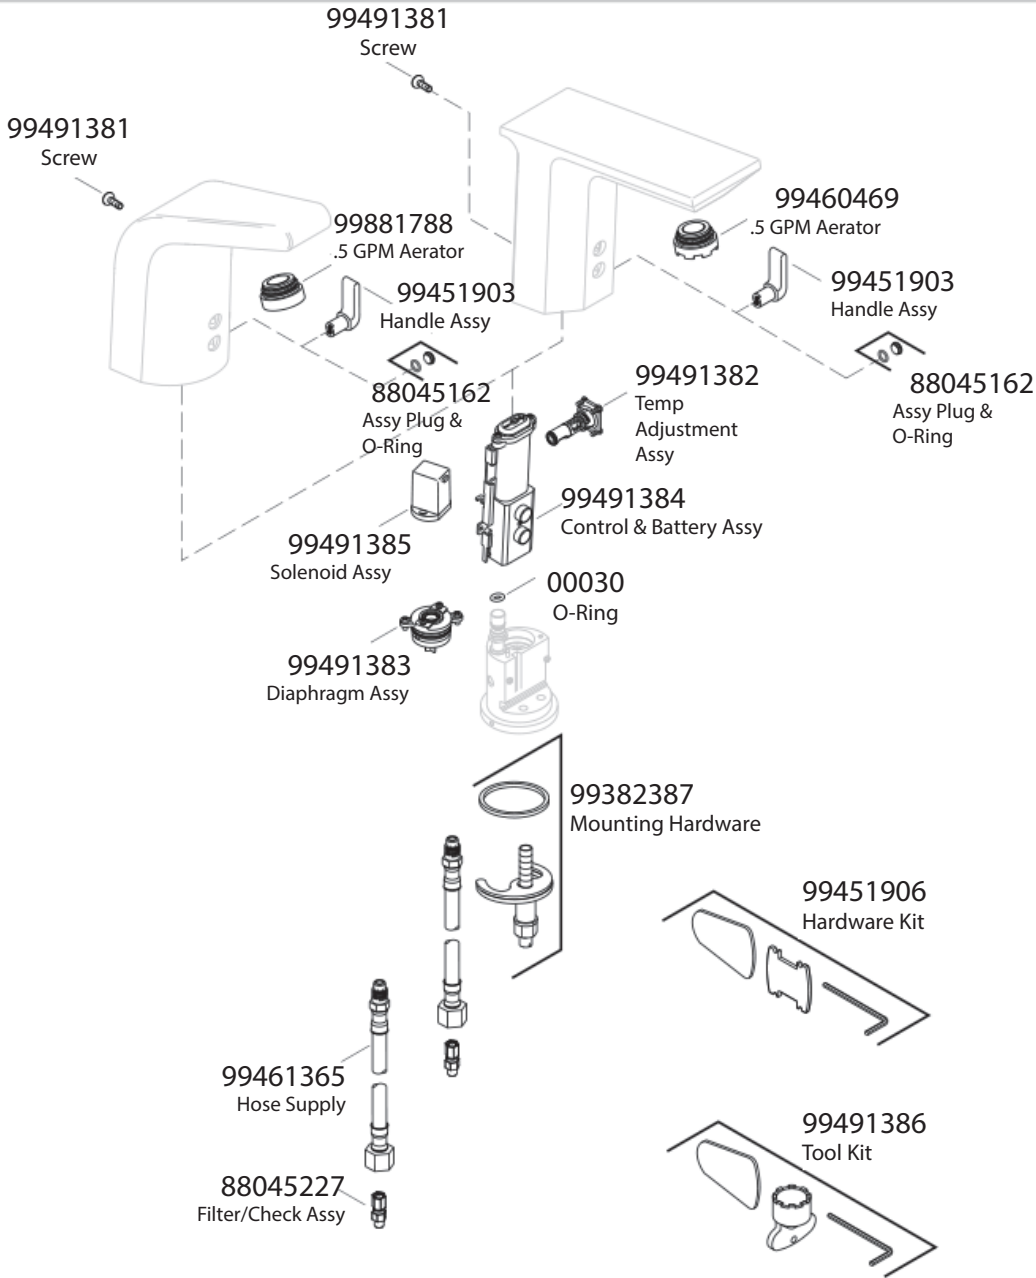 99491381
Screw
99491381
Screw
99881788
.5 GPM Aerator
99460469
.5 GPM Aerator
99451903
Handle Assy
99451903
Handle Assy
88045162
Assy Plug &
O-Ring
99491382
Temp
Adjustment
Assy
88045162
Assy Plug &
O-Ring
99491384
Control & Battery Assy
99491385
Solenoid Assy
00030
O-Ring
99491383
Diaphragm Assy
99382387
Mounting Hardware
99451906
Hardware Kit
99461365
Hose Supply
99491386
Tool Kit
88045227
Filter/Check Assy